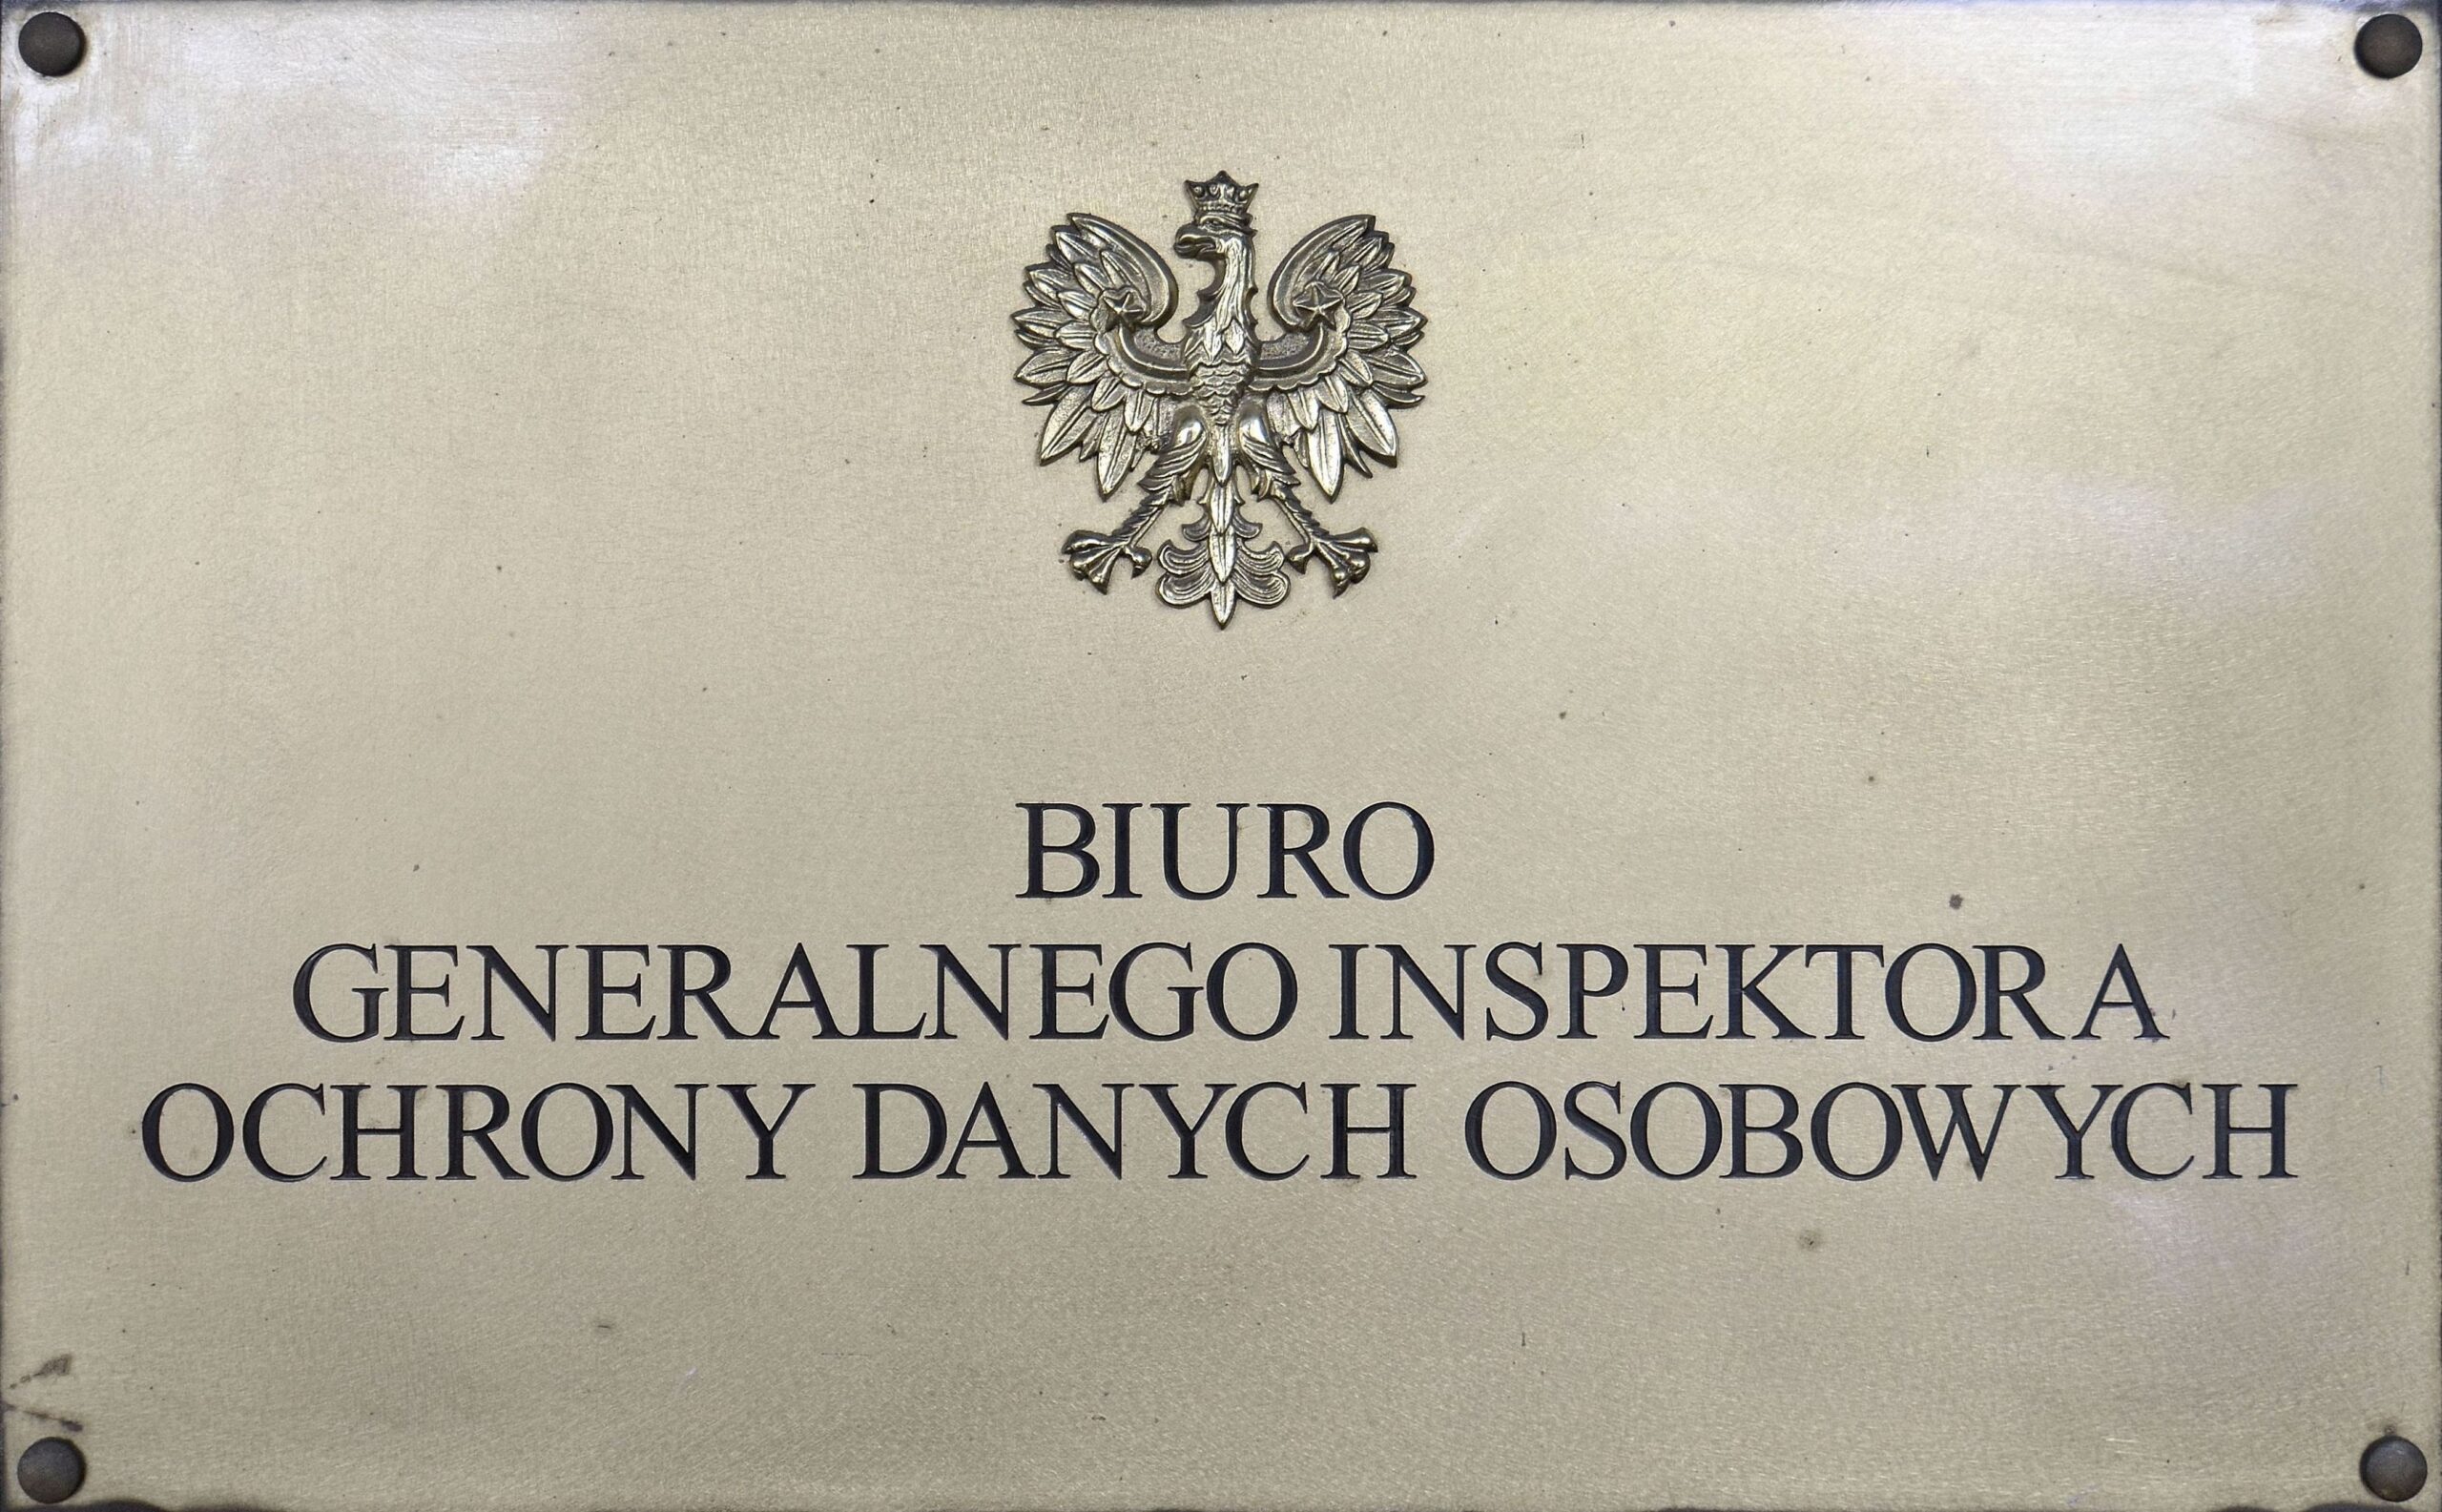 BIURO
GENERALNEGO INSPEKTORA
OCHRONY DANYCH OSOBOWYCH